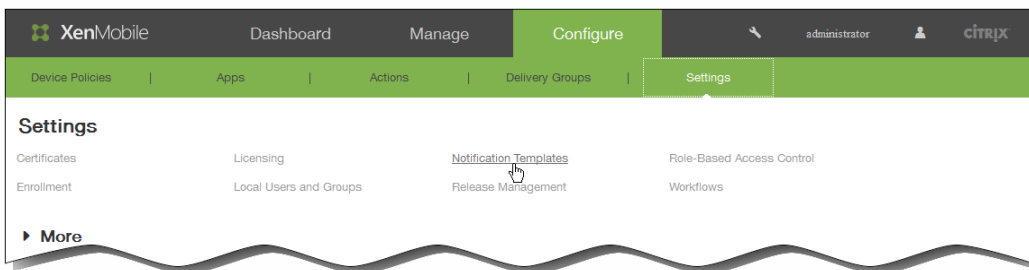 XenMobile Dashboard Manage Configure administrator CITRIX
Device Policies | Apps | Actions | Delivery Groups | Settings
Settings
Certificates Licensing Notification Templates Role-Based Access Control
Enrollment Local Users and Groups Release Management Workflows
More